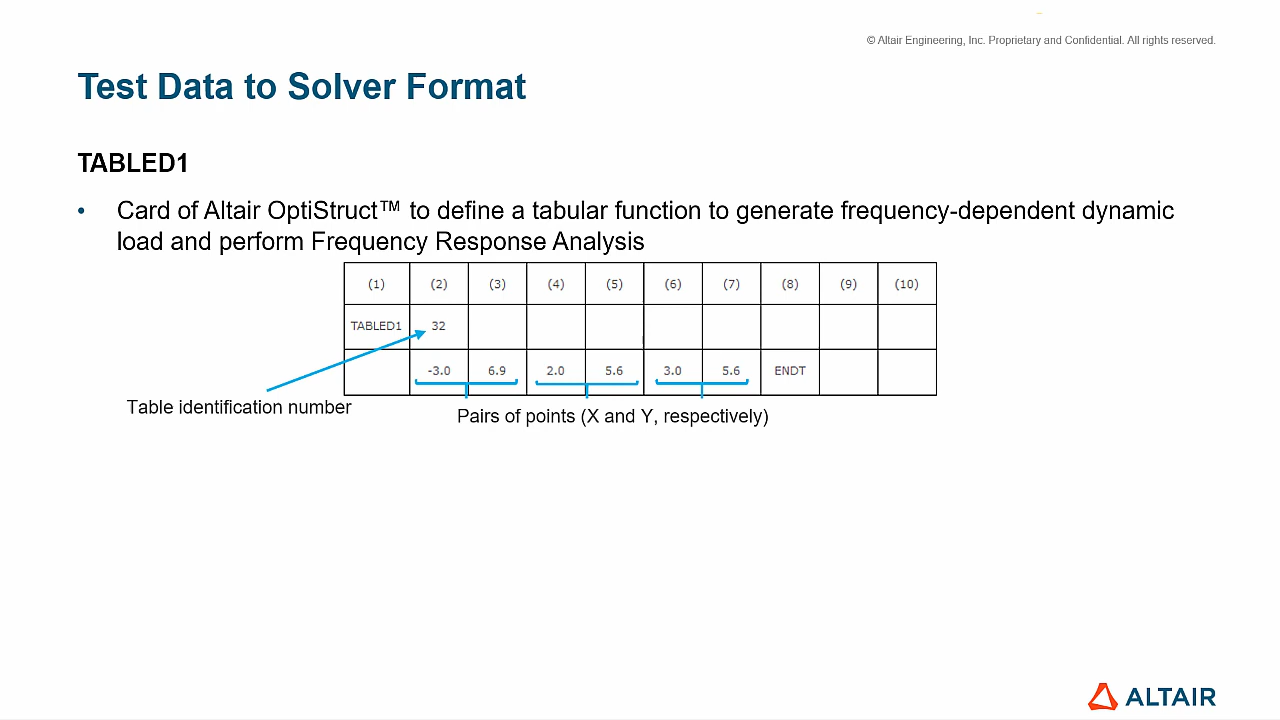 © Altair Engineering, Inc. Proprietary and Confidential. All rights reserved.
Test Data to Solver Format
TABLED1
• Card of Altair OptiStruct™ to define a tabular function to generate frequency-dependent dynamic
load and perform Frequency Response Analysis
(1) (2) (3) (4) (5) (6) (7) (8) (9) (10)
TABLED1 32
-3.0 6.9 2.0 5.6 3.0 5.6 ENDT
Table identification number
Pairs of points (X and Y, respectively)
ALTAIR